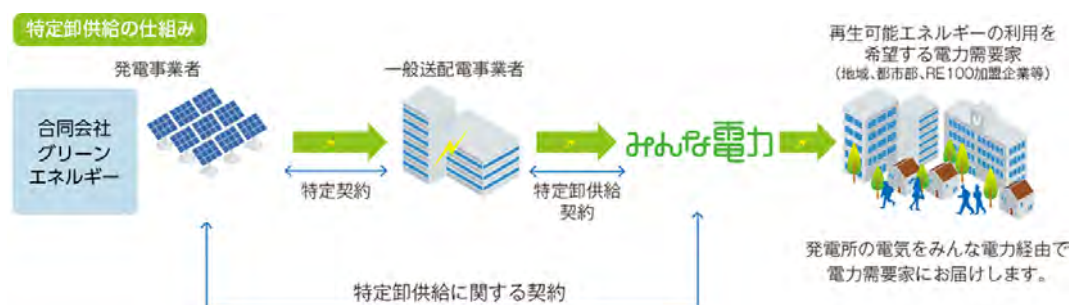 特定卸供給の仕組み
発電事業者
合同会社
グリーン
エネルギー
特定契約
一般送配電事業者
特定卸供給
契約
みんな電力
再生可能エネルギーの利用を
希望する電力需要家
(地域、都市部、RE100加盟企業等)
発電所の電気をみんな電力経由で
電力需要家にお届けします。
特定卸供給に関する契約